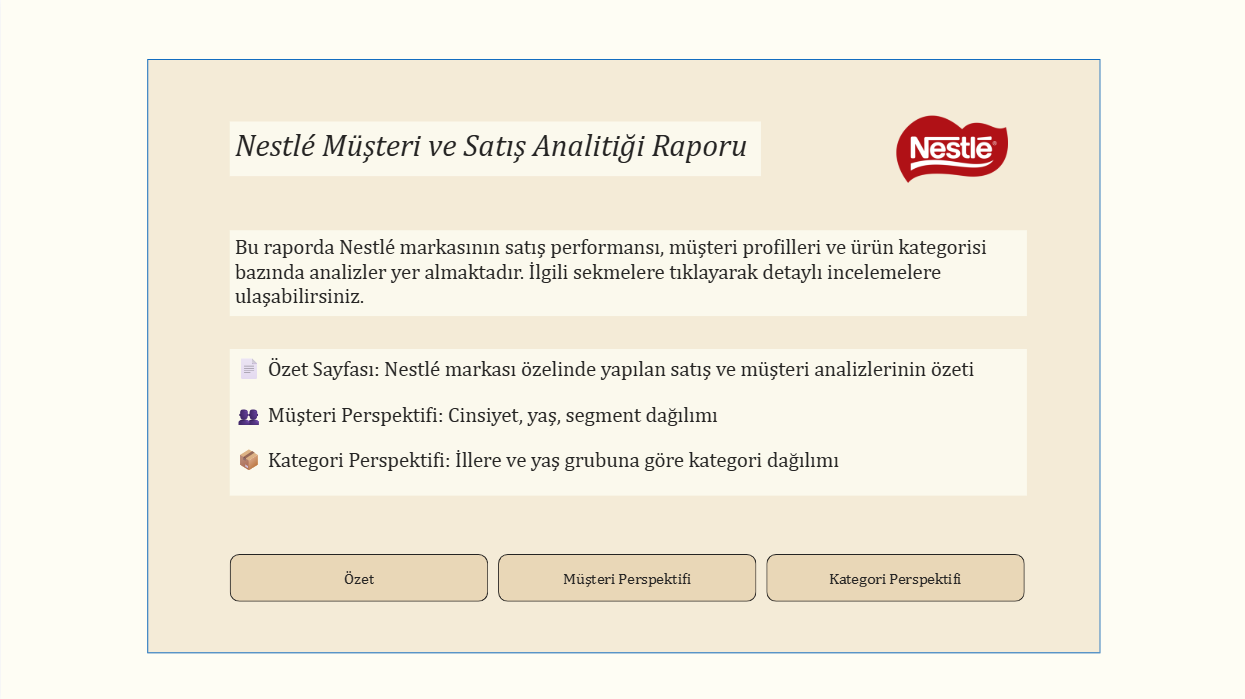 Nestlé Müşteri ve Satış Analitiği Raporu
Nestlé
Bu raporda Nestlé markasının satış performansı, müşteri profilleri ve ürün kategorisi
bazında analizler yer almaktadır. İlgili sekmelere tıklayarak detaylı incelemelere
ulaşabilirsiniz.
Özet Sayfası: Nestlé markası özelinde yapılan satış ve müşteri analizlerinin özeti
Müşteri Perspektifi: Cinsiyet, yaş, segment dağılımı
Kategori Perspektifi: İllere ve yaş grubuna göre kategori dağılımı
Özet
Müşteri Perspektifi
Kategori Perspektifi